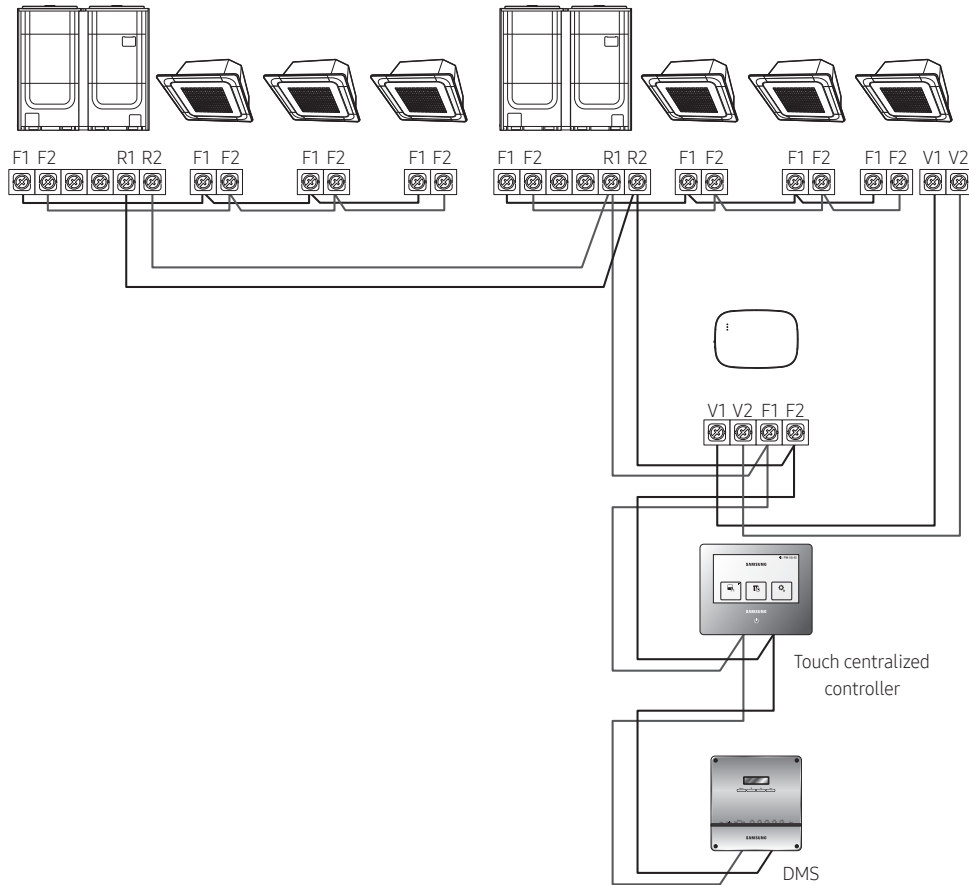 F1 F2 R1 R2 F1 F2 F1 F2 F1 F2 F1 F2 R1 R2 F1 F2 F1 F2 F1 F2 V1 V2
V1 V2 F1 F2
SAMSUNG
SAMSUNG
Touch centralized
controller
SAMSUNG
DMS